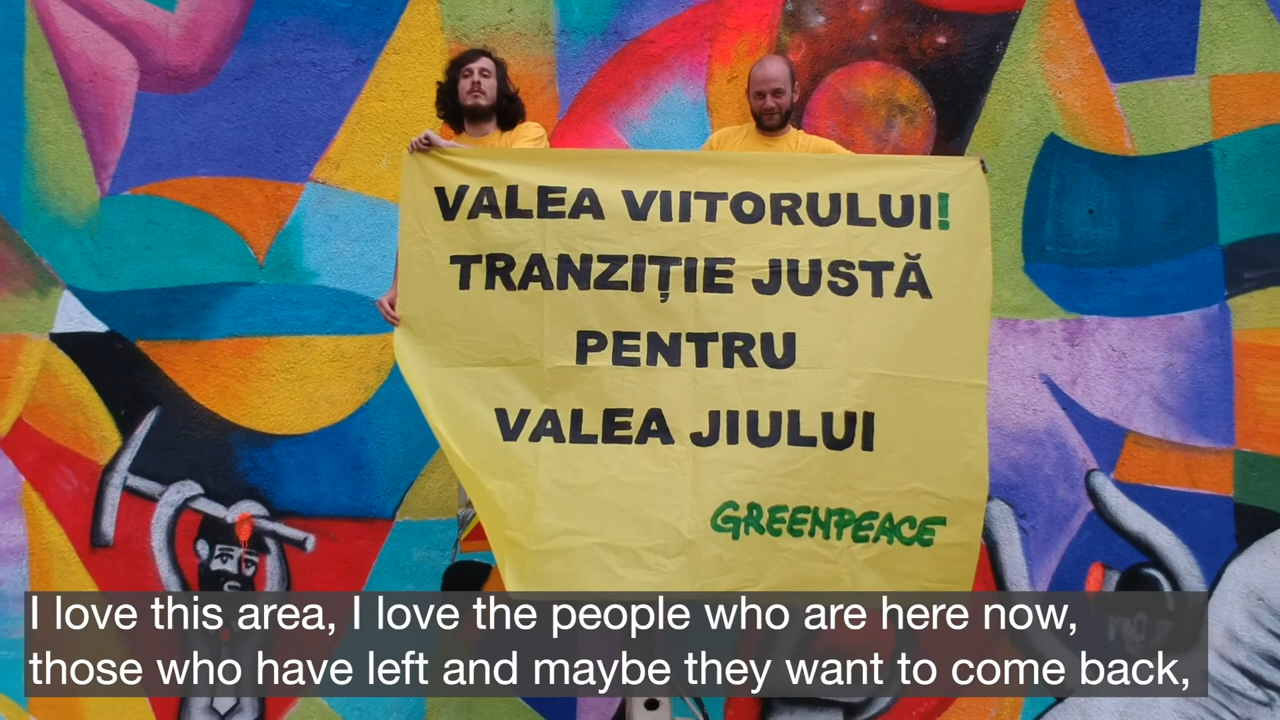 VALEA VIITORULUI!
TRANZIȚIE JUSTĂ
PENTRU
VALEA JIULUI
GREENPEACE
I love this area, I love the people who are here now,
those who have left and maybe they want to come back,